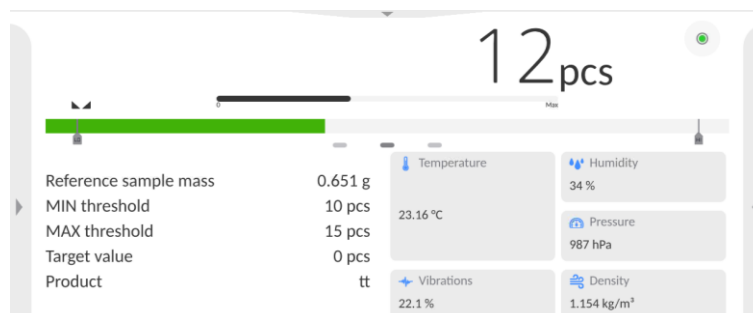 12pcs
0 Max
Reference sample mass 0.651 g
MIN threshold 10 pcs
MAX threshold 15 pcs
Target value 0 pcs
Product tt
Temperature
23.16 °C
Humidity
34 %
Pressure
987 hPa
Vibrations
22.1 %
Density
1.154 kg/m³